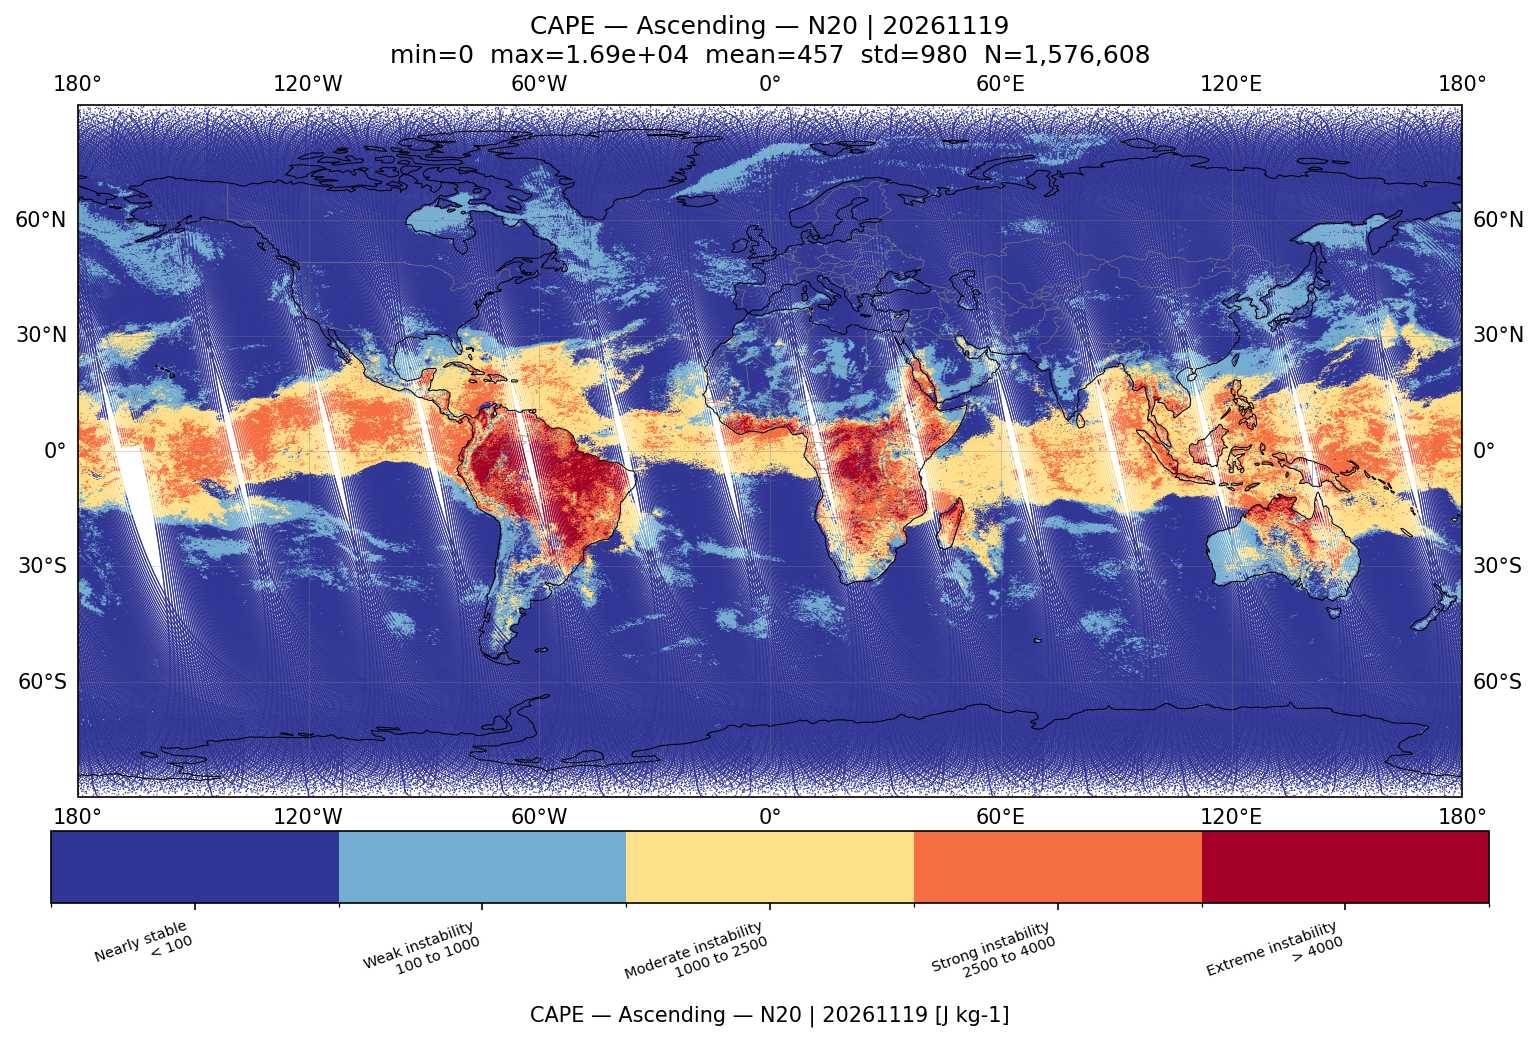 CAPE — Ascending — N20 | 20261119
min=0 max=1.69e+04 mean=457 std=980 N=1,576,608
180° 120°W 60°W 0° 60°E 120°E 180°
60°N 60°N
30°N 30°N
0° 0°
30°S 30°S
60°S 60°S
180° 120°W 60°W 0° 60°E 120°E 180°
Nearly stable
< 100
Weak instability
100 to 1000
Moderate instability
1000 to 2500
Strong instability
2500 to 4000
Extreme instability
> 4000
CAPE — Ascending — N20 | 20261119 [J kg-1]